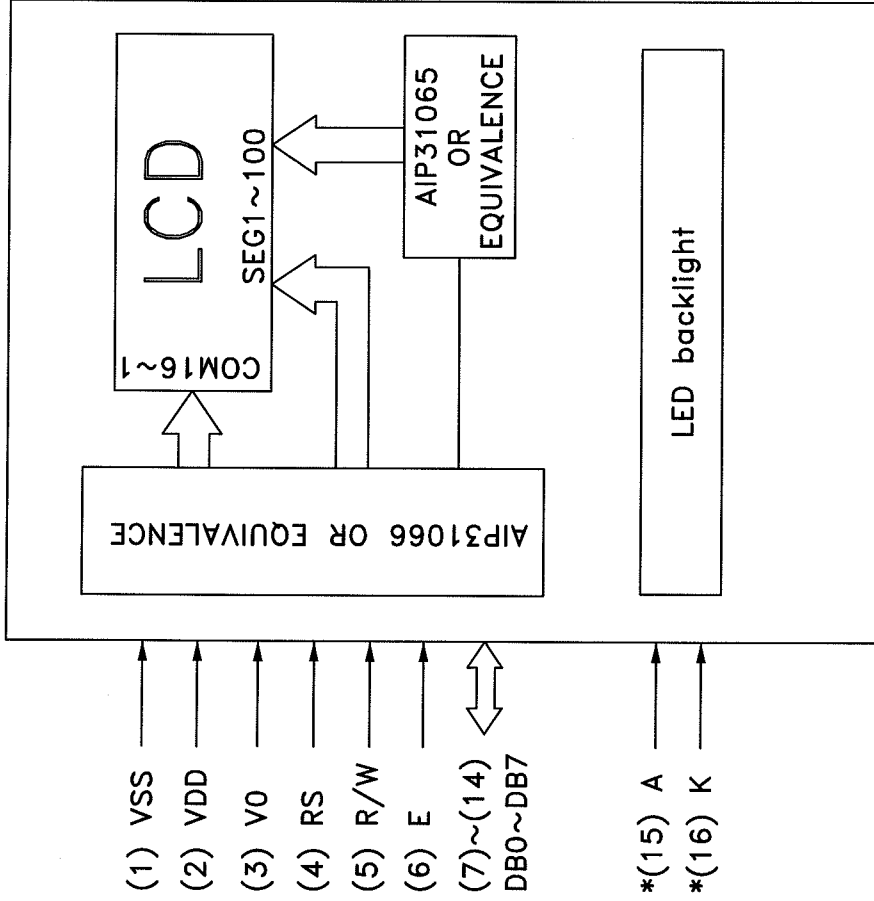 (1) VSS
(2) VDD
(3) V0
(4) RS
(5) R/W
(6) E
(7)~(14)
DB0~DB7
*(15) A
*(16) K
AIP31066 OR EQUIVALENCE
COM16~1
LCD
SEG1~100
AIP31065
OR
EQUIVALENCE
LED backlight